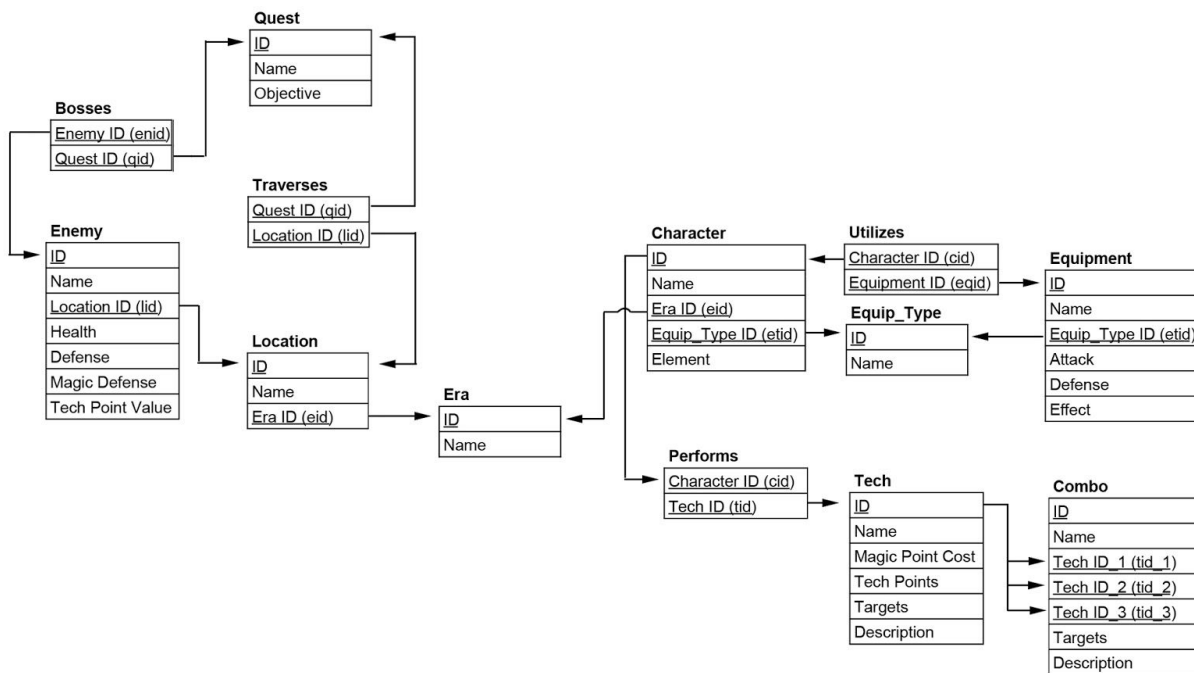 Quest
ID
Name
Objective
Bosses
Enemy ID (enid)
Quest ID (qid)
Traverses
Quest ID (qid)
Location ID (lid)
Enemy
ID
Name
Location ID (lid)
Health
Defense
Magic Defense
Tech Point Value
Location
ID
Name
Era ID (eid)
Era
ID
Name
Character
ID
Name
Era ID (eid)
Equip_Type ID (etid)
Element
Utilizes
Character ID (cid)
Equipment ID (eqid)
Equip_Type
ID
Name
Equipment
ID
Name
Equip_Type ID (etid)
Attack
Defense
Effect
Performs
Character ID (cid)
Tech ID (tid)
Tech
ID
Name
Magic Point Cost
Tech Points
Targets
Description
Combo
ID
Name
Tech ID_1 (tid_1)
Tech ID_2 (tid_2)
Tech ID_3 (tid_3)
Targets
Description